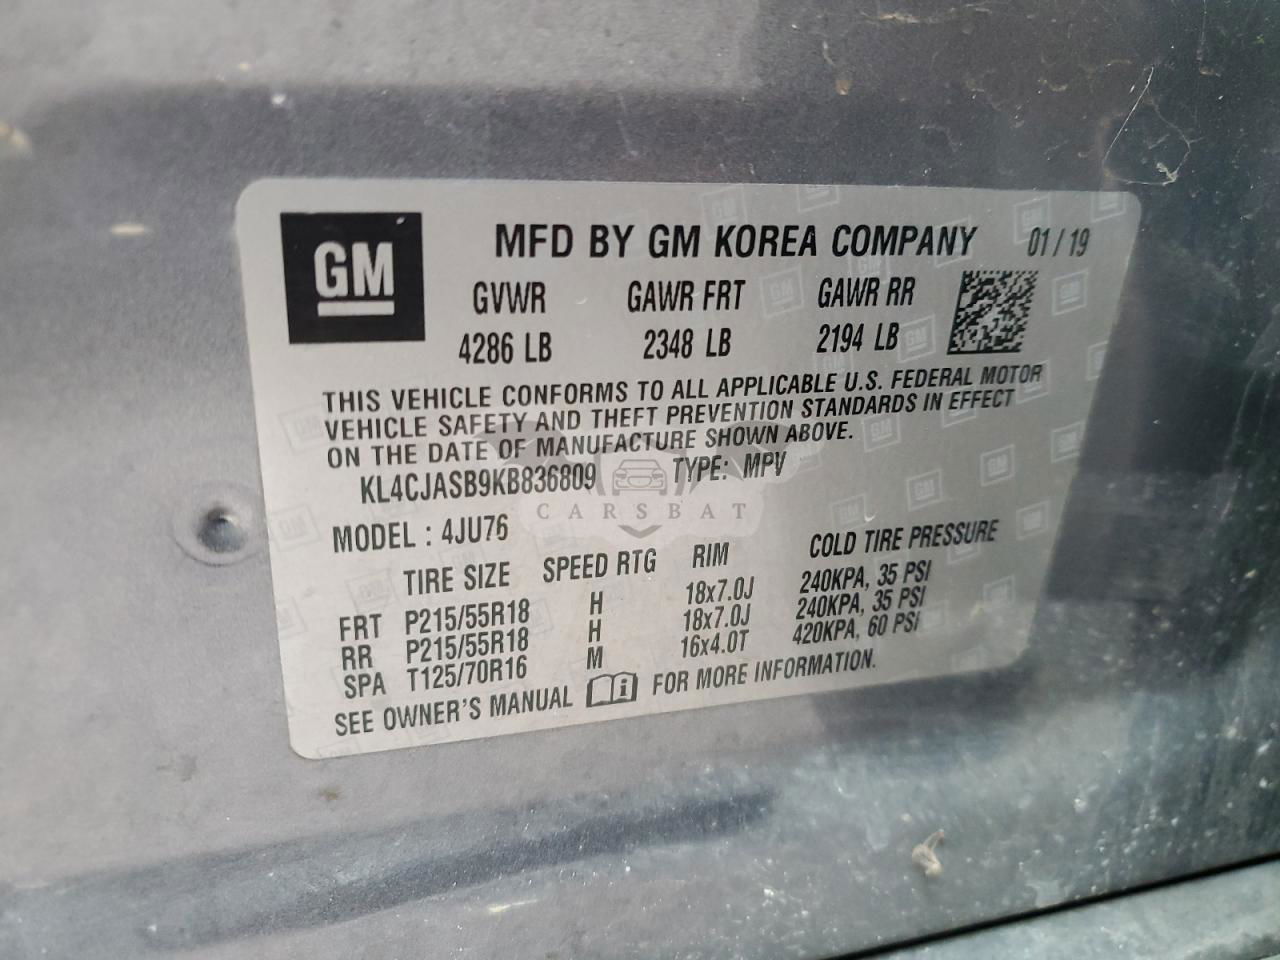 GM
MFD BY GM KOREA COMPANY 01 / 19
GVWR GAWR FRT GAWR RR
4286 LB 2348 LB 2194 LB
THIS VEHICLE CONFORMS TO ALL APPLICABLE U.S. FEDERAL MOTOR
VEHICLE SAFETY AND THEFT PREVENTION STANDARDS IN EFFECT
ON THE DATE OF MANUFACTURE SHOWN ABOVE.
KL4CJASB9KB836809 TYPE: MPV
CARSBAT
MODEL : 4JU76
TIRE SIZE SPEED RTG RIM COLD TIRE PRESSURE
FRT P215/55R18 H 18x7.0J 240KPA, 35 PSI
RR P215/55R18 H 18x7.0J 240KPA, 35 PSI
SPA T125/70R16 M 16x4.0T 420KPA, 60 PSI
SEE OWNER'S MANUAL i FOR MORE INFORMATION.